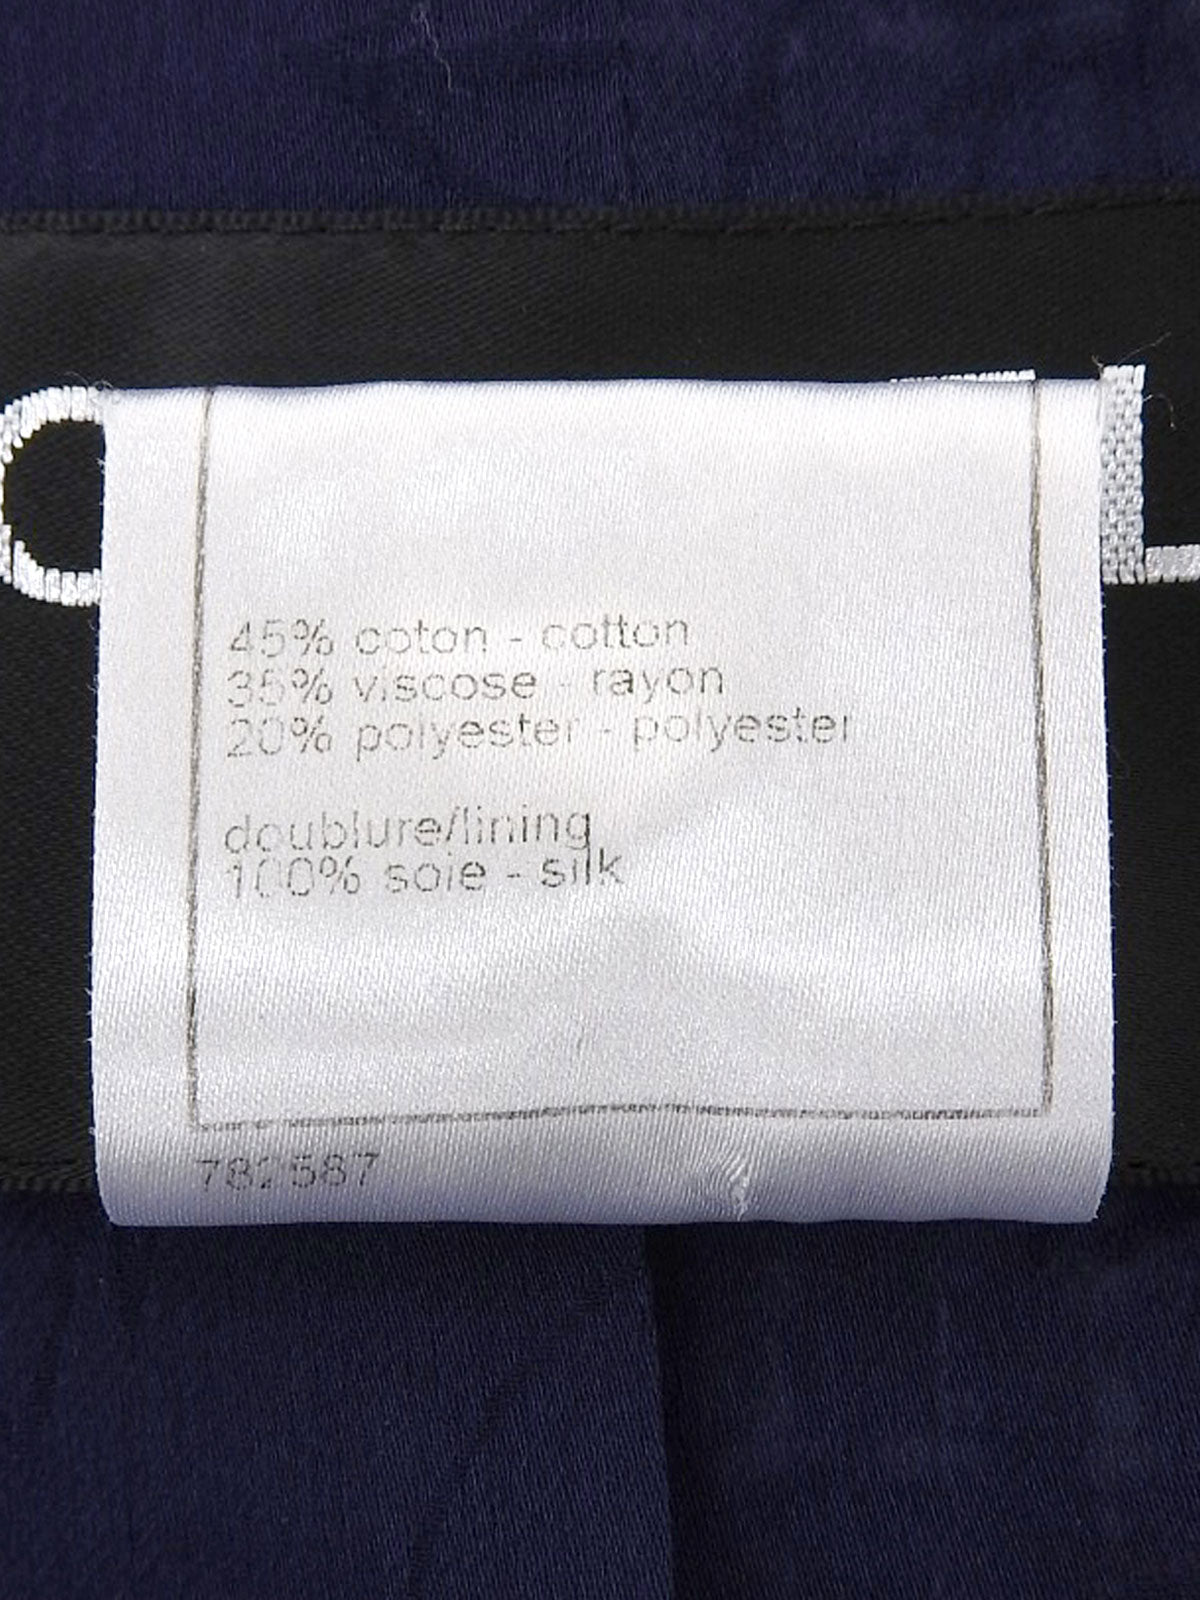 45% coton - cotton
35% viscose - rayon
20% polyester - polyester
doublure/lining
100% soie - silk
782587